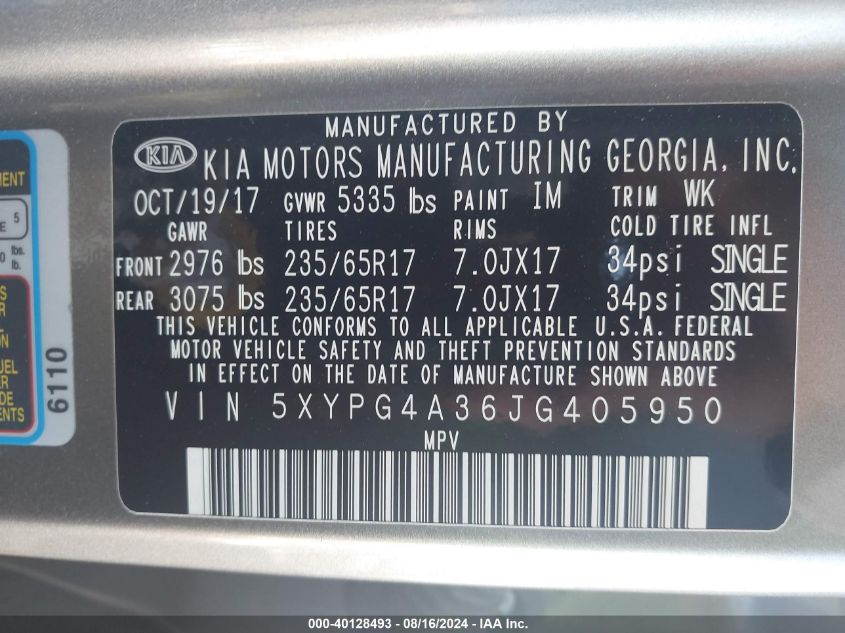 MANUFACTURED BY
KIA KIA MOTORS MANUFACTURING GEORGIA, INC.
OCT/19/17 GVWR 5335 lbs PAINT IM TRIM WK
GAWR TIRES RIMS COLD TIRE INFL
FRONT 2976 lbs 235/65R17 7.0JX17 34psi SINGLE
REAR 3075 lbs 235/65R17 7.0JX17 34psi SINGLE
THIS VEHICLE CONFORMS TO ALL APPLICABLE U.S.A. FEDERAL
MOTOR VEHICLE SAFETY AND THEFT PREVENTION STANDARDS
IN EFFECT ON THE DATE OF MANUFACTURE SHOWN ABOVE
VIN 5XYPG4A36JG405950
MPV
5
lbs.
lb.
6110
000-40128493 - 08/16/2024 - IAA Inc.